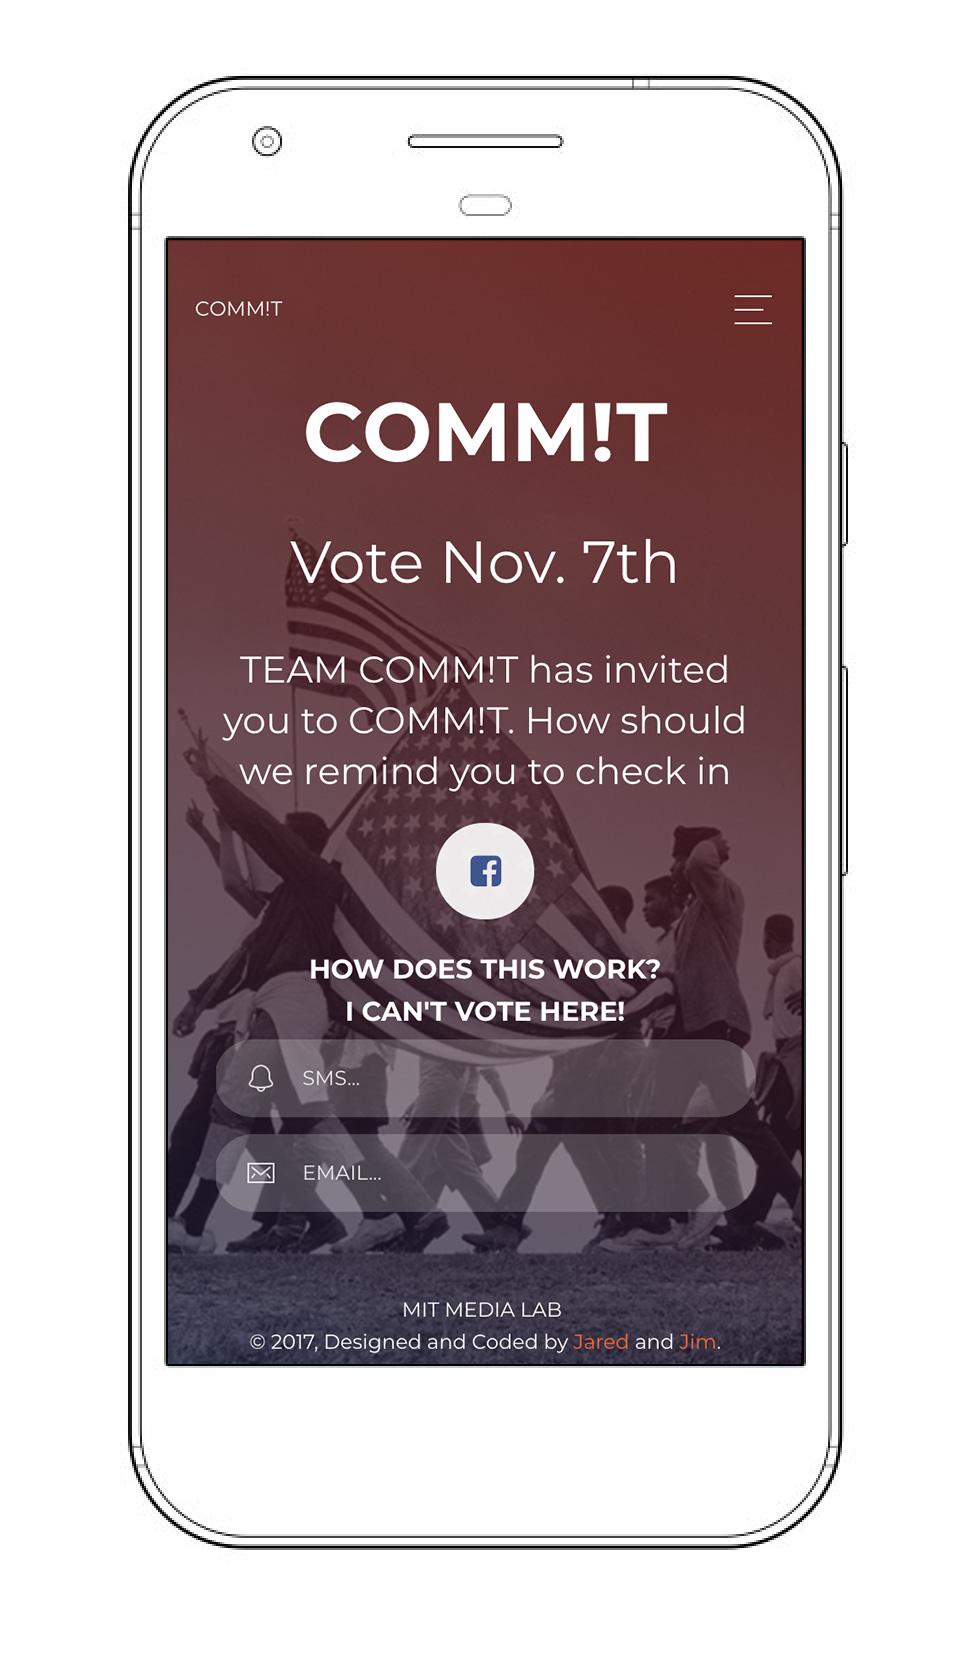 COMM!T
COMM!T
Vote Nov. 7th
TEAM COMM!T has invited
you to COMM!T. How should
we remind you to check in
HOW DOES THIS WORK?
I CAN'T VOTE HERE!
SMS...
EMAIL...
MIT MEDIA LAB
© 2017, Designed and Coded by Jared and Jim.